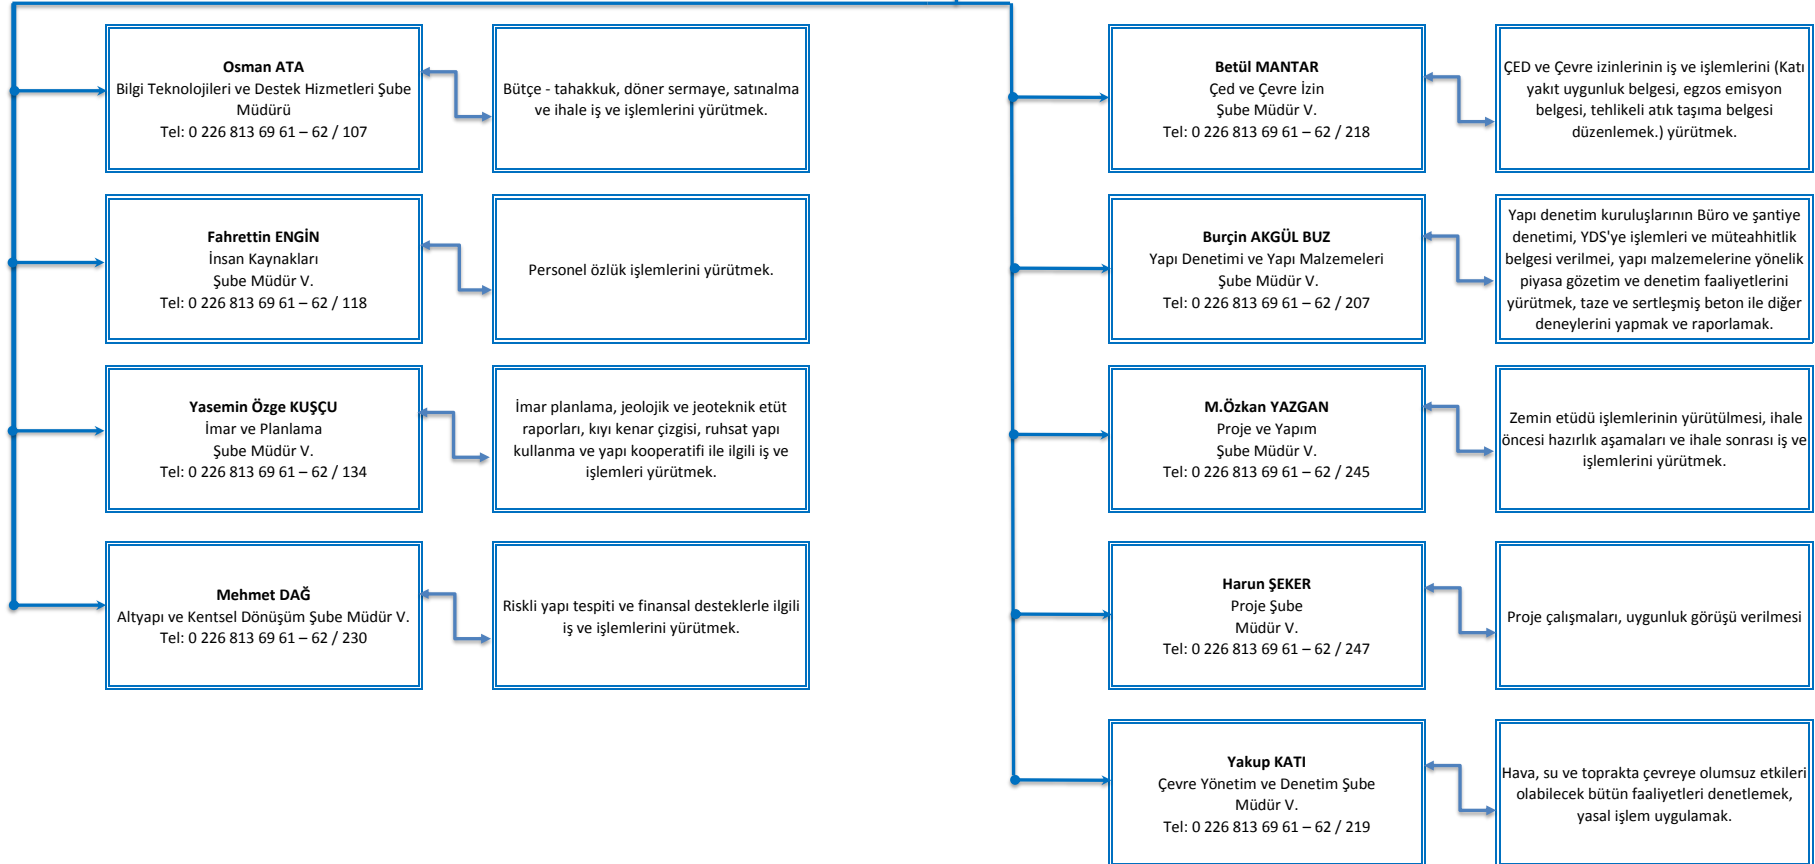 Osman ATA
Bilgi Teknolojileri ve Destek Hizmetleri Şube
Müdürü
Tel: 0 226 813 69 61 – 62 / 107
Bütçe - tahakkuk, döner sermaye, satınalma
ve ihale iş ve işlemlerini yürütmek.
Fahrettin ENGİN
İnsan Kaynakları
Şube Müdür V.
Tel: 0 226 813 69 61 – 62 / 118
Personel özlük işlemlerini yürütmek.
Yasemin Özge KUŞÇU
İmar ve Planlama
Şube Müdür V.
Tel: 0 226 813 69 61 – 62 / 134
İmar planlama, jeolojik ve jeoteknik etüt
raporları, kıyı kenar çizgisi, ruhsat yapı
kullanma ve yapı kooperatifi ile ilgili iş ve
işlemleri yürütmek.
Mehmet DAĞ
Altyapı ve Kentsel Dönüşüm Şube Müdür V.
Tel: 0 226 813 69 61 – 62 / 230
Riskli yapı tespiti ve finansal desteklerle ilgili
iş ve işlemlerini yürütmek.
Betül MANTAR
Çed ve Çevre İzin
Şube Müdür V.
Tel: 0 226 813 69 61 – 62 / 218
ÇED ve Çevre izinlerinin iş ve işlemlerini (Katı
yakıt uygunluk belgesi, egzos emisyon
belgesi, tehlikeli atık taşıma belgesi
düzenlemek.) yürütmek.
Burçin AKGÜL BUZ
Yapı Denetimi ve Yapı Malzemeleri
Şube Müdür V.
Tel: 0 226 813 69 61 – 62 / 207
Yapı denetim kuruluşlarının Büro ve şantiye
denetimi, YDS'ye işlemleri ve müteahhitlik
belgesi verilmei, yapı malzemelerine yönelik
piyasa gözetim ve denetim faaliyetlerini
yürütmek, taze ve sertleşmiş beton ile diğer
deneylerini yapmak ve raporlamak.
M.Özkan YAZGAN
Proje ve Yapım
Şube Müdür V.
Tel: 0 226 813 69 61 – 62 / 245
Zemin etüdü işlemlerinin yürütülmesi, ihale
öncesi hazırlık aşamaları ve ihale sonrası iş ve
işlemlerini yürütmek.
Harun ŞEKER
Proje Şube
Müdür V.
Tel: 0 226 813 69 61 – 62 / 247
Proje çalışmaları, uygunluk görüşü verilmesi
Yakup KATI
Çevre Yönetim ve Denetim Şube
Müdür V.
Tel: 0 226 813 69 61 – 62 / 219
Hava, su ve toprakta çevreye olumsuz etkileri
olabilecek bütün faaliyetleri denetlemek,
yasal işlem uygulamak.